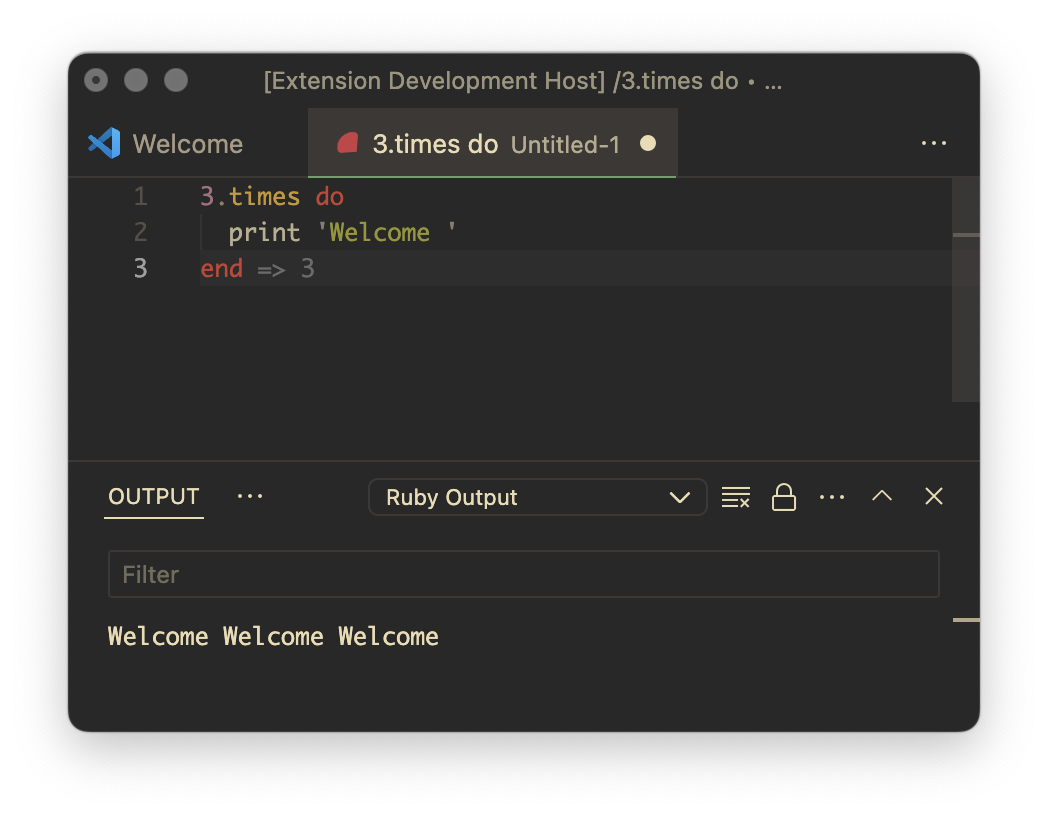 [Extension Development Host] /3.times do • ...
Welcome
3.times do Untitled-1
1 3.times do
2 print 'Welcome '
3 end => 3
OUTPUT
Ruby Output
Filter
Welcome Welcome Welcome